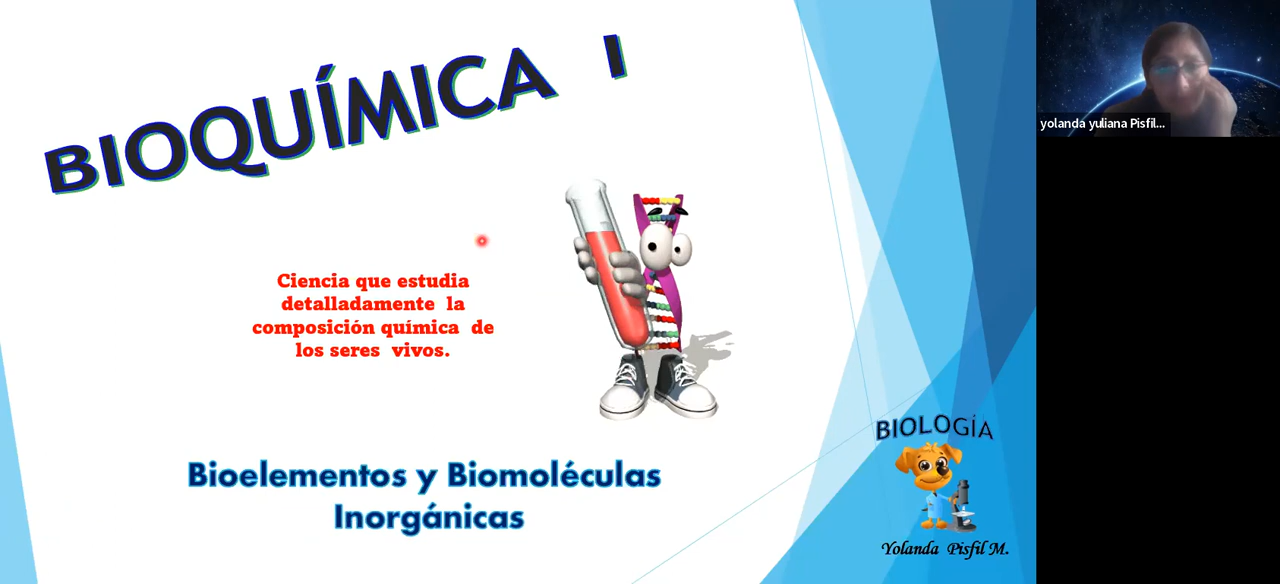 BIOQUÍMICA I
yolanda yuliana Pisfil...
Ciencia que estudia
detalladamente la
composición química de
los seres vivos.
BIOLOGÍA
Bioelementos y Biomoléculas
Inorgánicas
Yolanda Pisfil M.